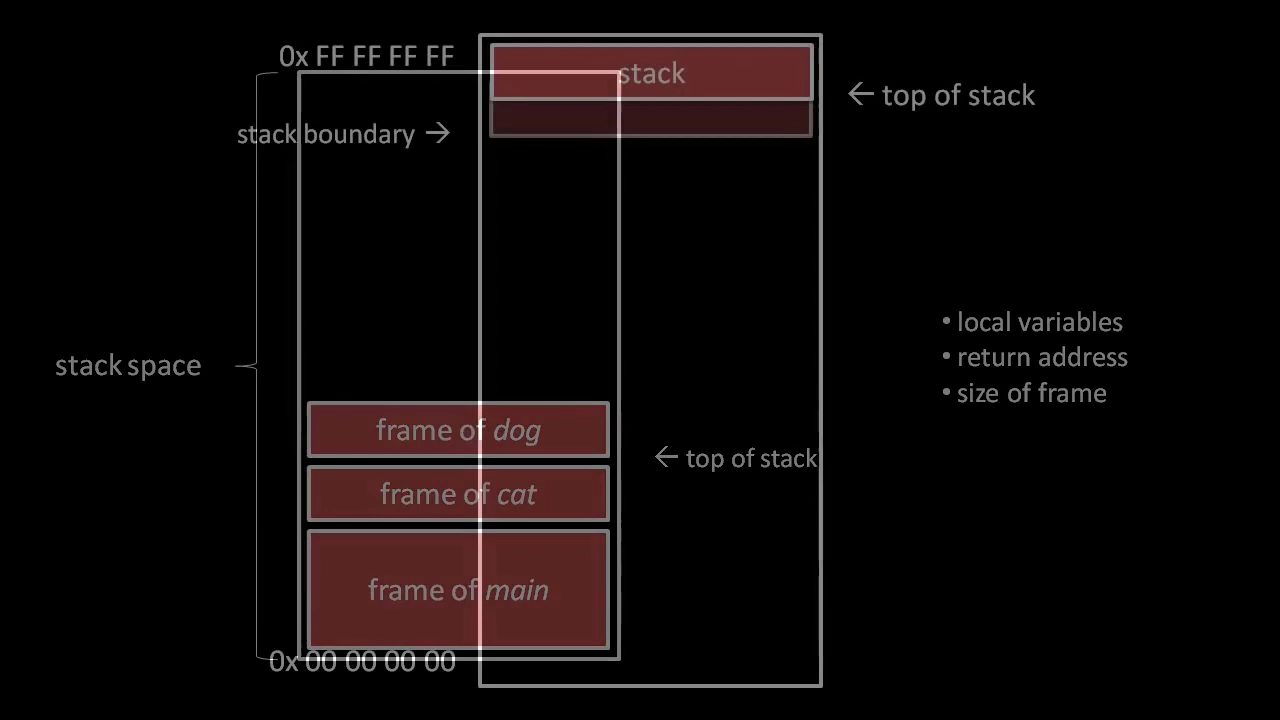 0x FF FF FF FF
stack
← top of stack
stack boundary →
• local variables
• return address
• size of frame
stack space
frame of dog
← top of stack
frame of cat
frame of main
0x 00 00 00 00